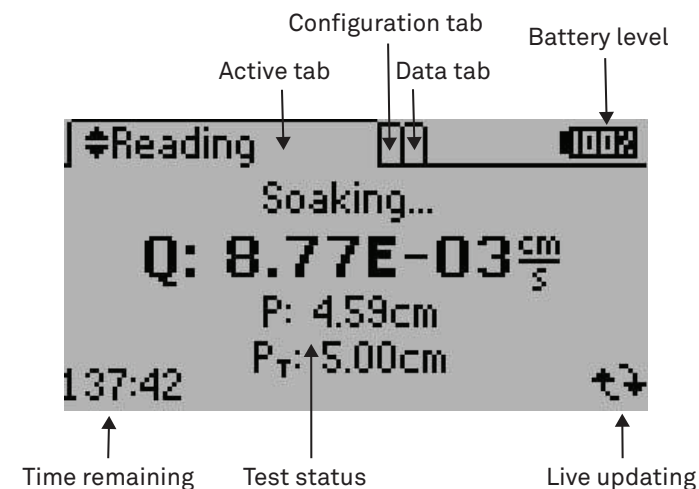 Configuration tab
Battery level
Active tab
Data tab
Reading
100%
Soaking...
Q: 8.77E-03 cm/s
P: 4.59cm
PT: 5.00cm
137:42
Time remaining
Test status
Live updating